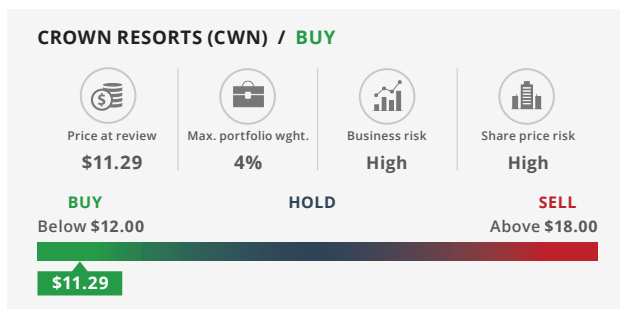 CROWN RESORTS (CWN) / BUY
Price at review
Max. portfolio wght.
Business risk
Share price risk
$11.29
4%
High
High
BUY
HOLD
SELL
Below $12.00
Above $18.00
$11.29